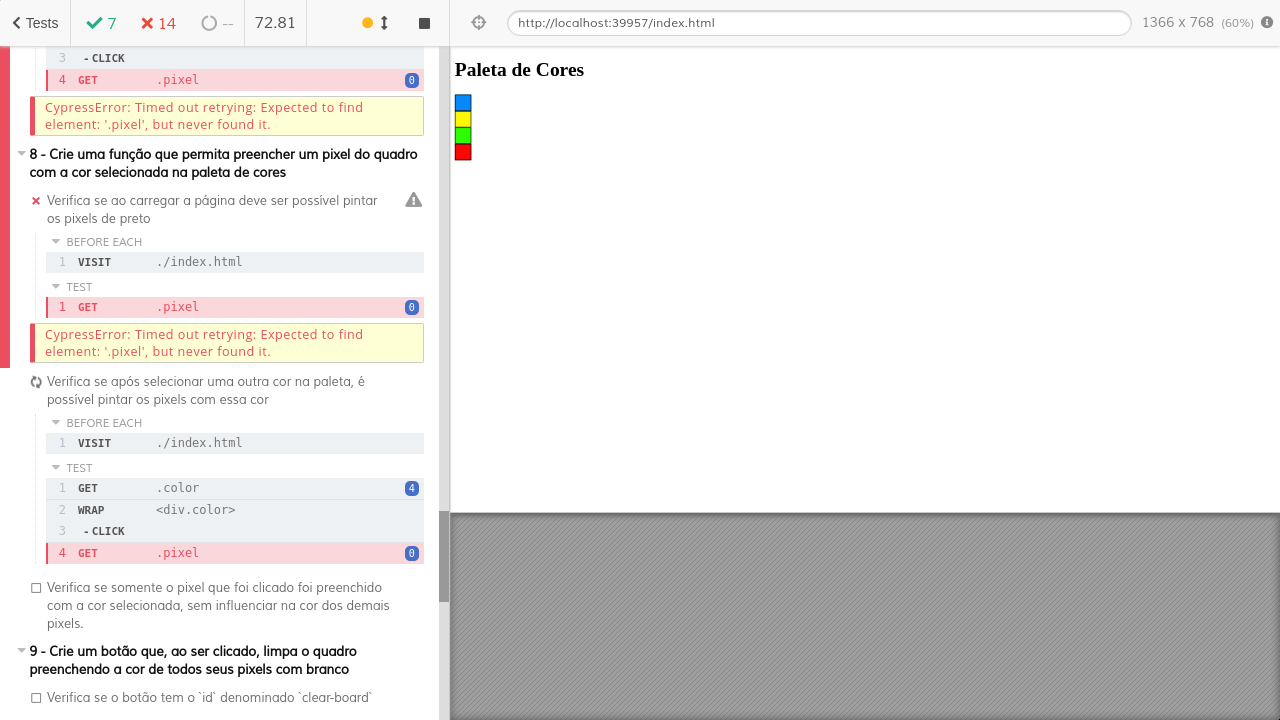 Tests 7 14 -- 72.81 http://localhost:39957/index.html 1366 x 768 (60%)
3 - CLICK
4 GET .pixel 0
CypressError: Timed out retrying: Expected to find
element: '.pixel', but never found it.
8 - Crie uma função que permita preencher um pixel do quadro
com a cor selecionada na paleta de cores
Verifica se ao carregar a página deve ser possível pintar
os pixels de preto
BEFORE EACH
1 VISIT ./index.html
TEST
1 GET .pixel 0
CypressError: Timed out retrying: Expected to find
element: '.pixel', but never found it.
Verifica se após selecionar uma outra cor na paleta, é
possível pintar os pixels com essa cor
BEFORE EACH
1 VISIT ./index.html
TEST
1 GET .color 4
2 WRAP <div.color>
3 - CLICK
4 GET .pixel 0
Verifica se somente o pixel que foi clicado foi preenchido
com a cor selecionada, sem influenciar na cor dos demais
pixels.
9 - Crie um botão que, ao ser clicado, limpa o quadro
preenchendo a cor de todos seus pixels com branco
Verifica se o botão tem o `id` denominado `clear-board`
Paleta de Cores